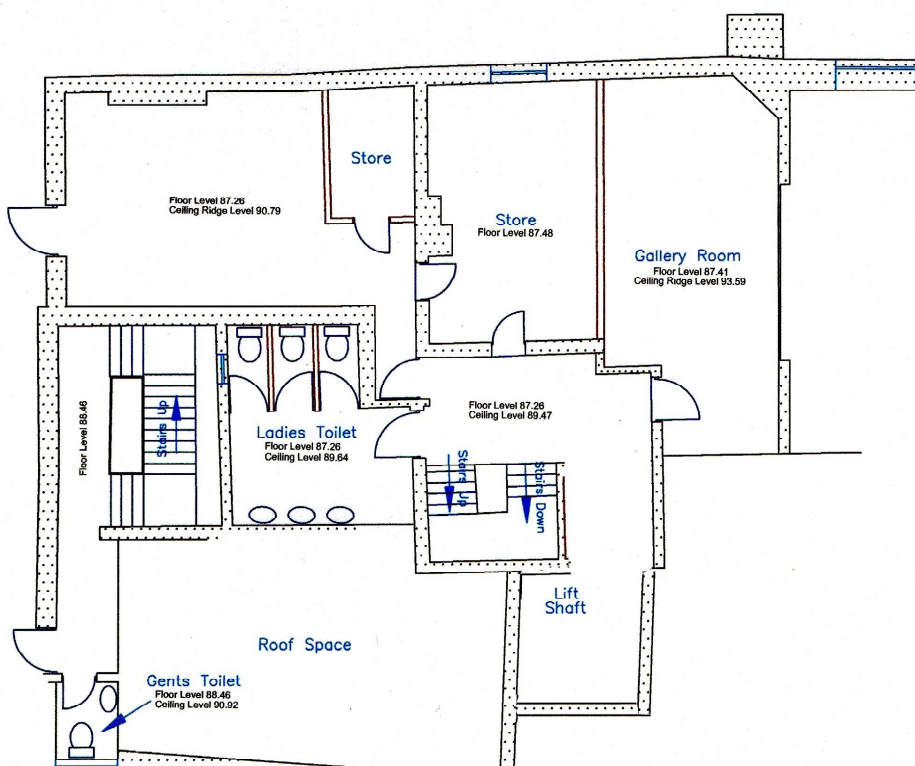 Store
Floor Level 87.26
Ceiling Ridge Level 90.79
Store
Floor Level 87.48
Gallery Room
Floor Level 87.41
Ceiling Ridge Level 93.59
Floor Level 88.46
Stairs Up
Ladies Toilet
Floor Level 87.26
Ceiling Level 89.64
Floor Level 87.26
Ceiling Level 89.47
Stairs Up
Stairs Down
Lift
Shaft
Roof Space
Gents Toilet
Floor Level 88.46
Ceiling Level 90.92